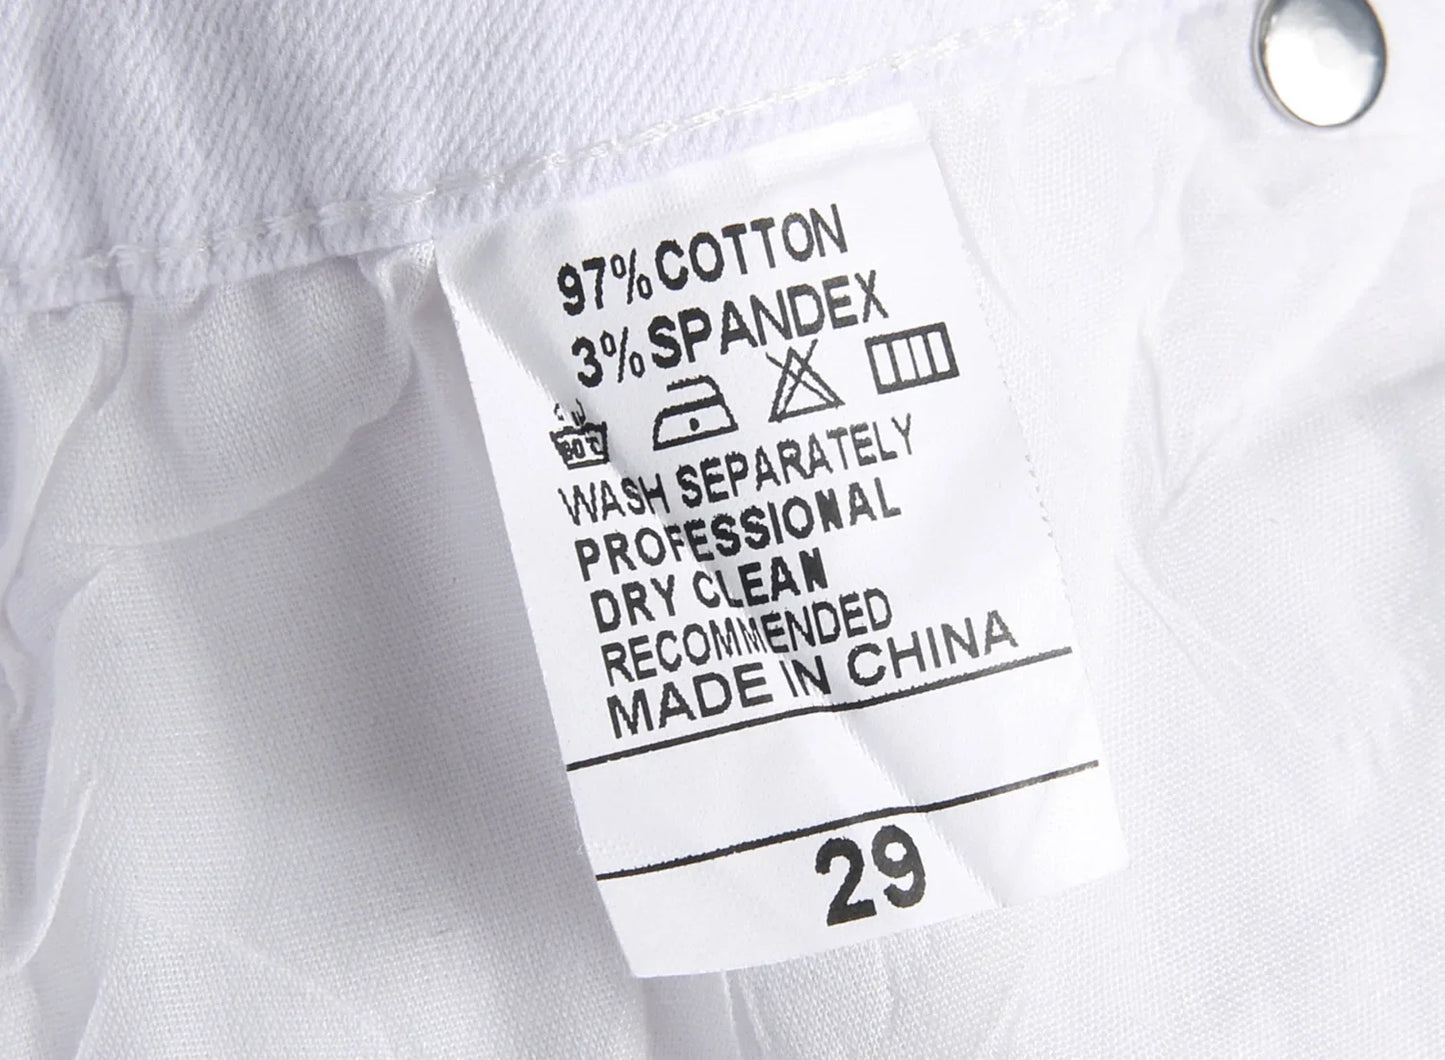 97%COTTON
3%SPANDEX
WASH SEPARATELY
PROFESSIONAL
DRY CLEAN
RECOMMENDED
MADE IN CHINA
29